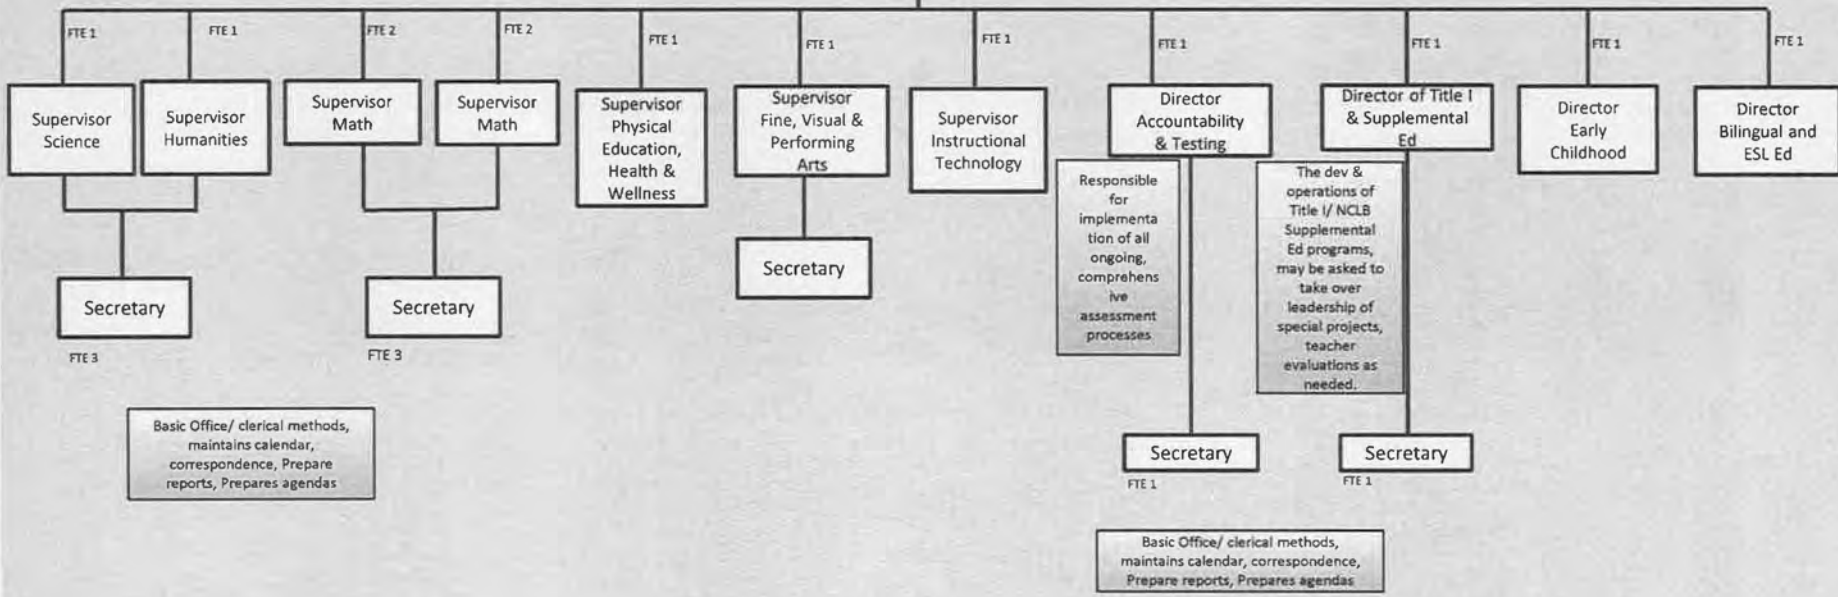 FTE 1
FTE 1
FTE 2
FTE 2
FTE 1
FTE 1
FTE 1
FTE 1
FTE 1
FTE 1
FTE 1
Supervisor
Science
Supervisor
Humanities
Supervisor
Math
Supervisor
Math
Supervisor
Physical
Education,
Health &
Wellness
Supervisor
Fine, Visual &
Performing
Arts
Supervisor
Instructional
Technology
Director
Accountability
& Testing
Director of Title I
& Supplemental
Ed
Director
Early
Childhood
Director
Bilingual and
ESL Ed
Responsible
for
implementa
tion of all
ongoing,
comprehens
ive
assessment
processes
The dev &
operations of
Title I/ NCLB
Supplemental
Ed programs,
may be asked to
take over
leadership of
special projects,
teacher
evaluations as
needed.
Secretary
FTE 3
Secretary
FTE 3
Secretary
Secretary
FTE 1
Secretary
FTE 1
Basic Office/ clerical methods,
maintains calendar,
correspondence, Prepare
reports, Prepares agendas
Basic Office/ clerical methods,
maintains calendar, correspondence,
Prepare reports, Prepares agendas